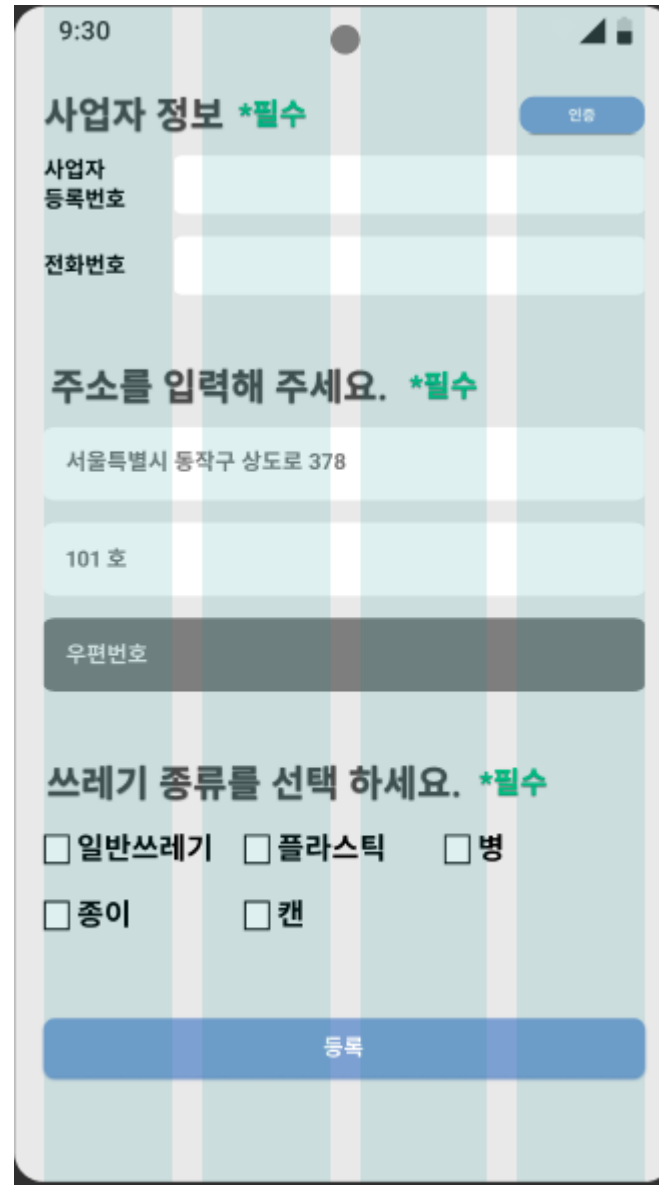 9:30
사업자 정보 *필수
인증
사업자
등록번호
전화번호
주소를 입력해 주세요. *필수
서울특별시 동작구 상도로 378
101 호
우편번호
쓰레기 종류를 선택 하세요. *필수
일반쓰레기 플라스틱 병
종이 캔
등록